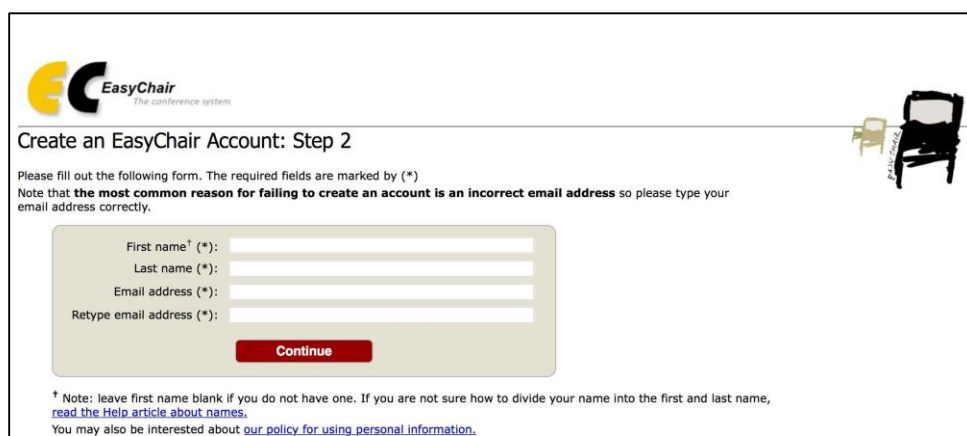 EC EasyChair
The conference system
EASY CHAIR
Create an EasyChair Account: Step 2
Please fill out the following form. The required fields are marked by (*)
Note that the most common reason for failing to create an account is an incorrect email address so please type your
email address correctly.
First name† (*):
Last name (*):
Email address (*):
Retype email address (*):
Continue
† Note: leave first name blank if you do not have one. If you are not sure how to divide your name into the first and last name,
read the Help article about names.
You may also be interested about our policy for using personal information.